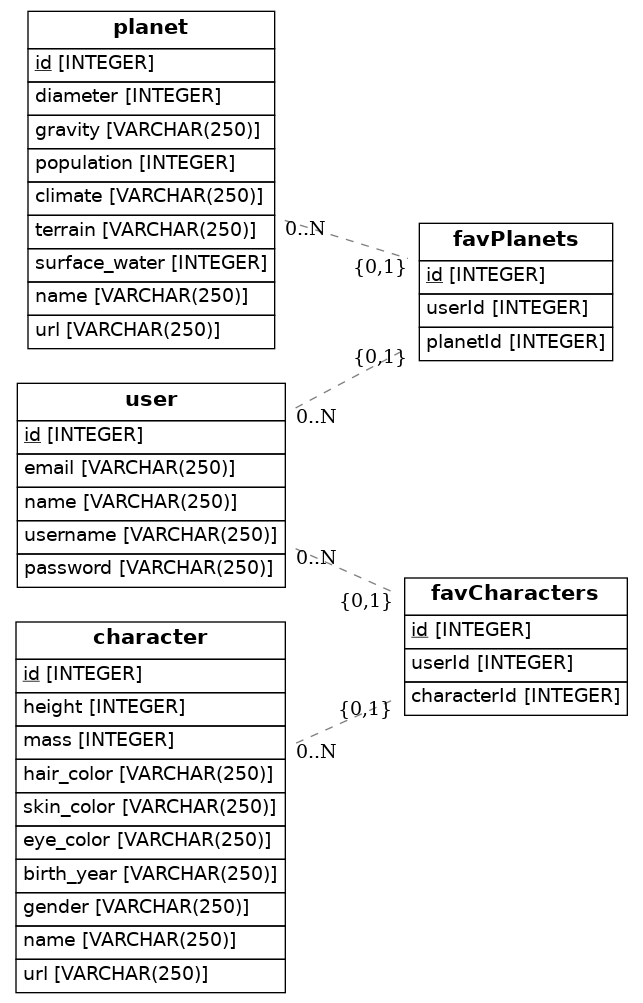 planet
id [INTEGER]
diameter [INTEGER]
gravity [VARCHAR(250)]
population [INTEGER]
climate [VARCHAR(250)]
terrain [VARCHAR(250)]
surface_water [INTEGER]
name [VARCHAR(250)]
url [VARCHAR(250)]
0..N
{0,1}
favPlanets
id [INTEGER]
userId [INTEGER]
planetId [INTEGER]
{0,1}
0..N
user
id [INTEGER]
email [VARCHAR(250)]
name [VARCHAR(250)]
username [VARCHAR(250)]
password [VARCHAR(250)]
0..N
{0,1}
favCharacters
id [INTEGER]
userId [INTEGER]
characterId [INTEGER]
{0,1}
0..N
character
id [INTEGER]
height [INTEGER]
mass [INTEGER]
hair_color [VARCHAR(250)]
skin_color [VARCHAR(250)]
eye_color [VARCHAR(250)]
birth_year [VARCHAR(250)]
gender [VARCHAR(250)]
name [VARCHAR(250)]
url [VARCHAR(250)]